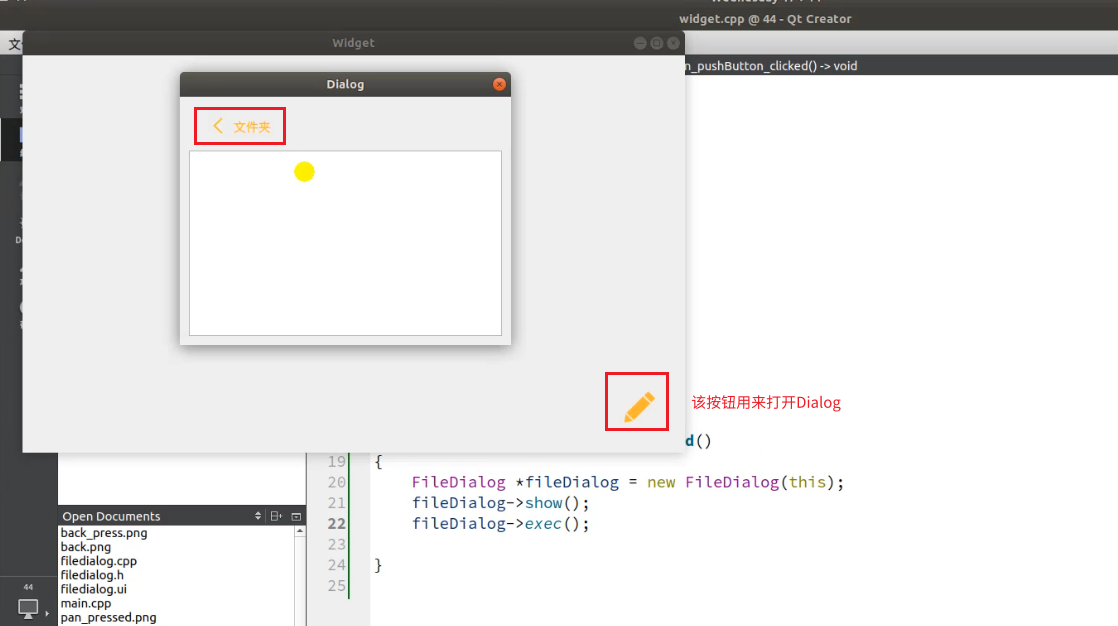 widget.cpp @ 44 - Qt Creator
文
Widget
n_pushButton_clicked() -> void
Dialog
文件夹
该按钮用来打开Dialog
d()
19 {
20 FileDialog *fileDialog = new FileDialog(this);
21 fileDialog->show();
22 fileDialog->exec();
23
24 }
25
Open Documents
back_press.png
back.png
filedialog.cpp
filedialog.h
filedialog.ui
main.cpp
pan_pressed.png
44